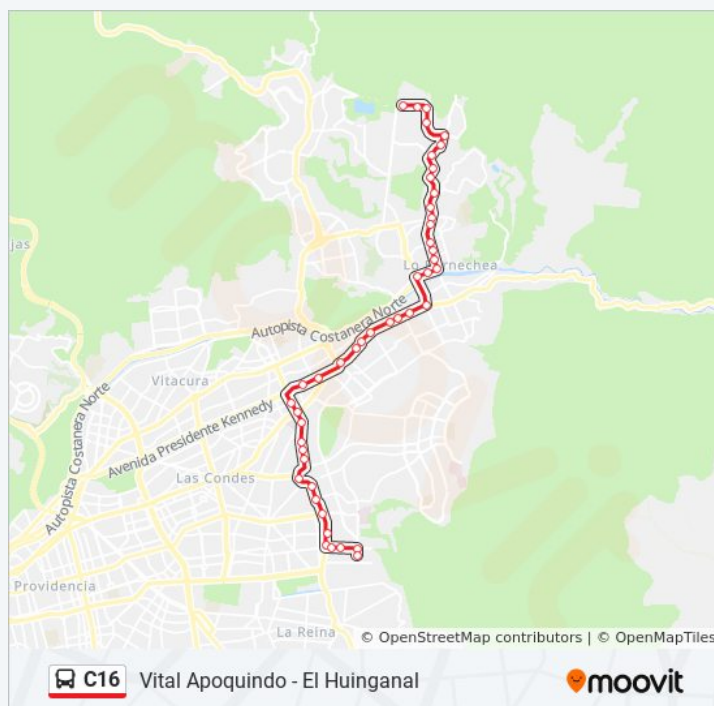 Lo Barnechea
Autopista Costanera Norte
Vitacura
Avenida Presidente Kennedy
Autopista Costanera Norte
Las Condes
Providencia
La Reina
© OpenStreetMap contributors | © OpenMapTiles
C16
Vital Apoquindo - El Huinganal
moovit